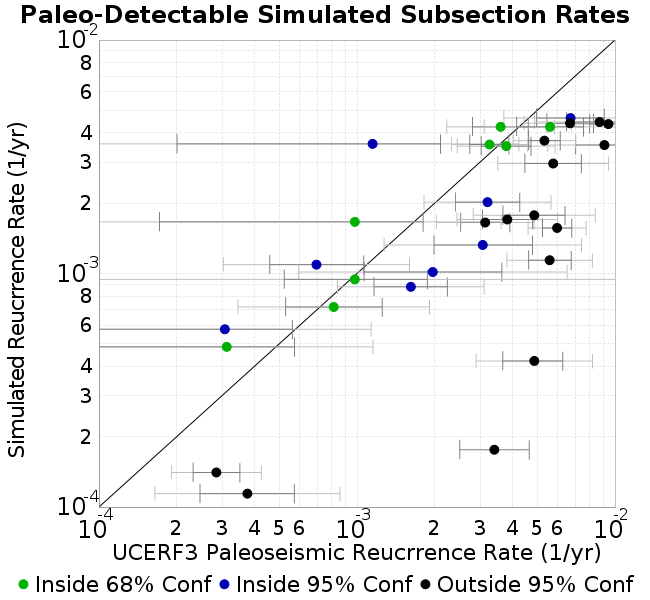 Paleo-Detectable Simulated Subsection Rates
10-2
8
6
4
3
2
10-3
8
6
4
3
2
10-4
Simulated Reucrrence Rate (1/yr)
10-4 2 3 4 5 6 10-3 2 3 4 5 6 10-2
UCERF3 Paleoseismic Reucrrence Rate (1/yr)
Inside 68% Conf Inside 95% Conf Outside 95% Conf